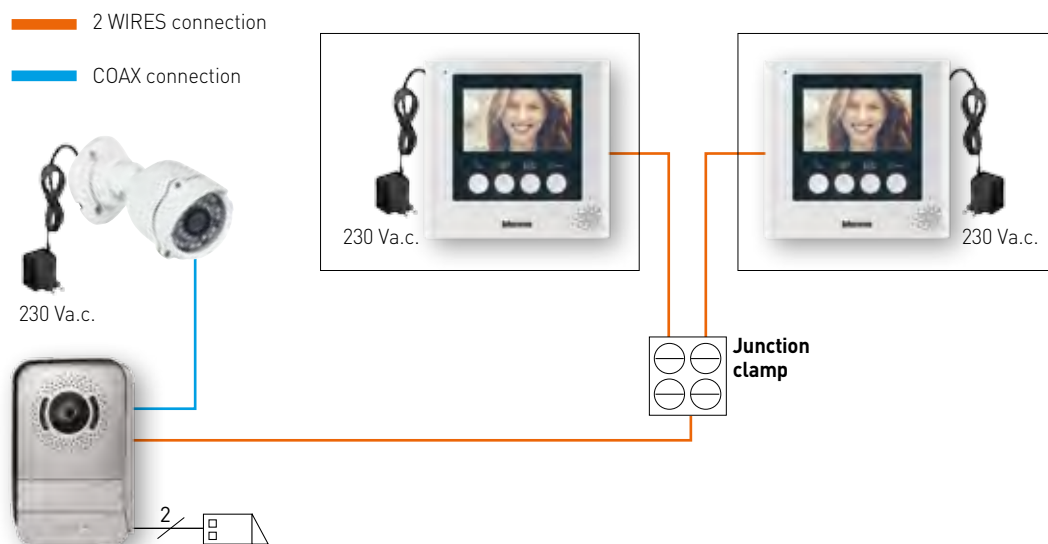 2 WIRES connection
COAX connection
230 Va.c.
230 Va.c.
230 Va.c.
Junction
clamp
2